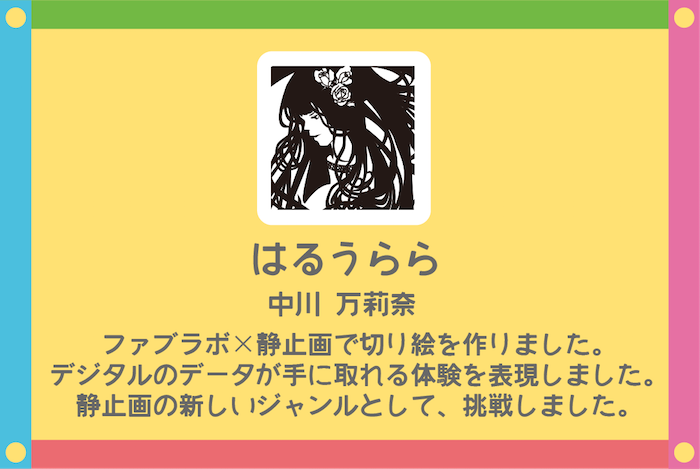 はるうらら
中川 万莉奈
ファブラボ×静止画で切り絵を作りました。
デジタルのデータが手に取れる体験を表現しました。
静止画の新しいジャンルとして、挑戦しました。